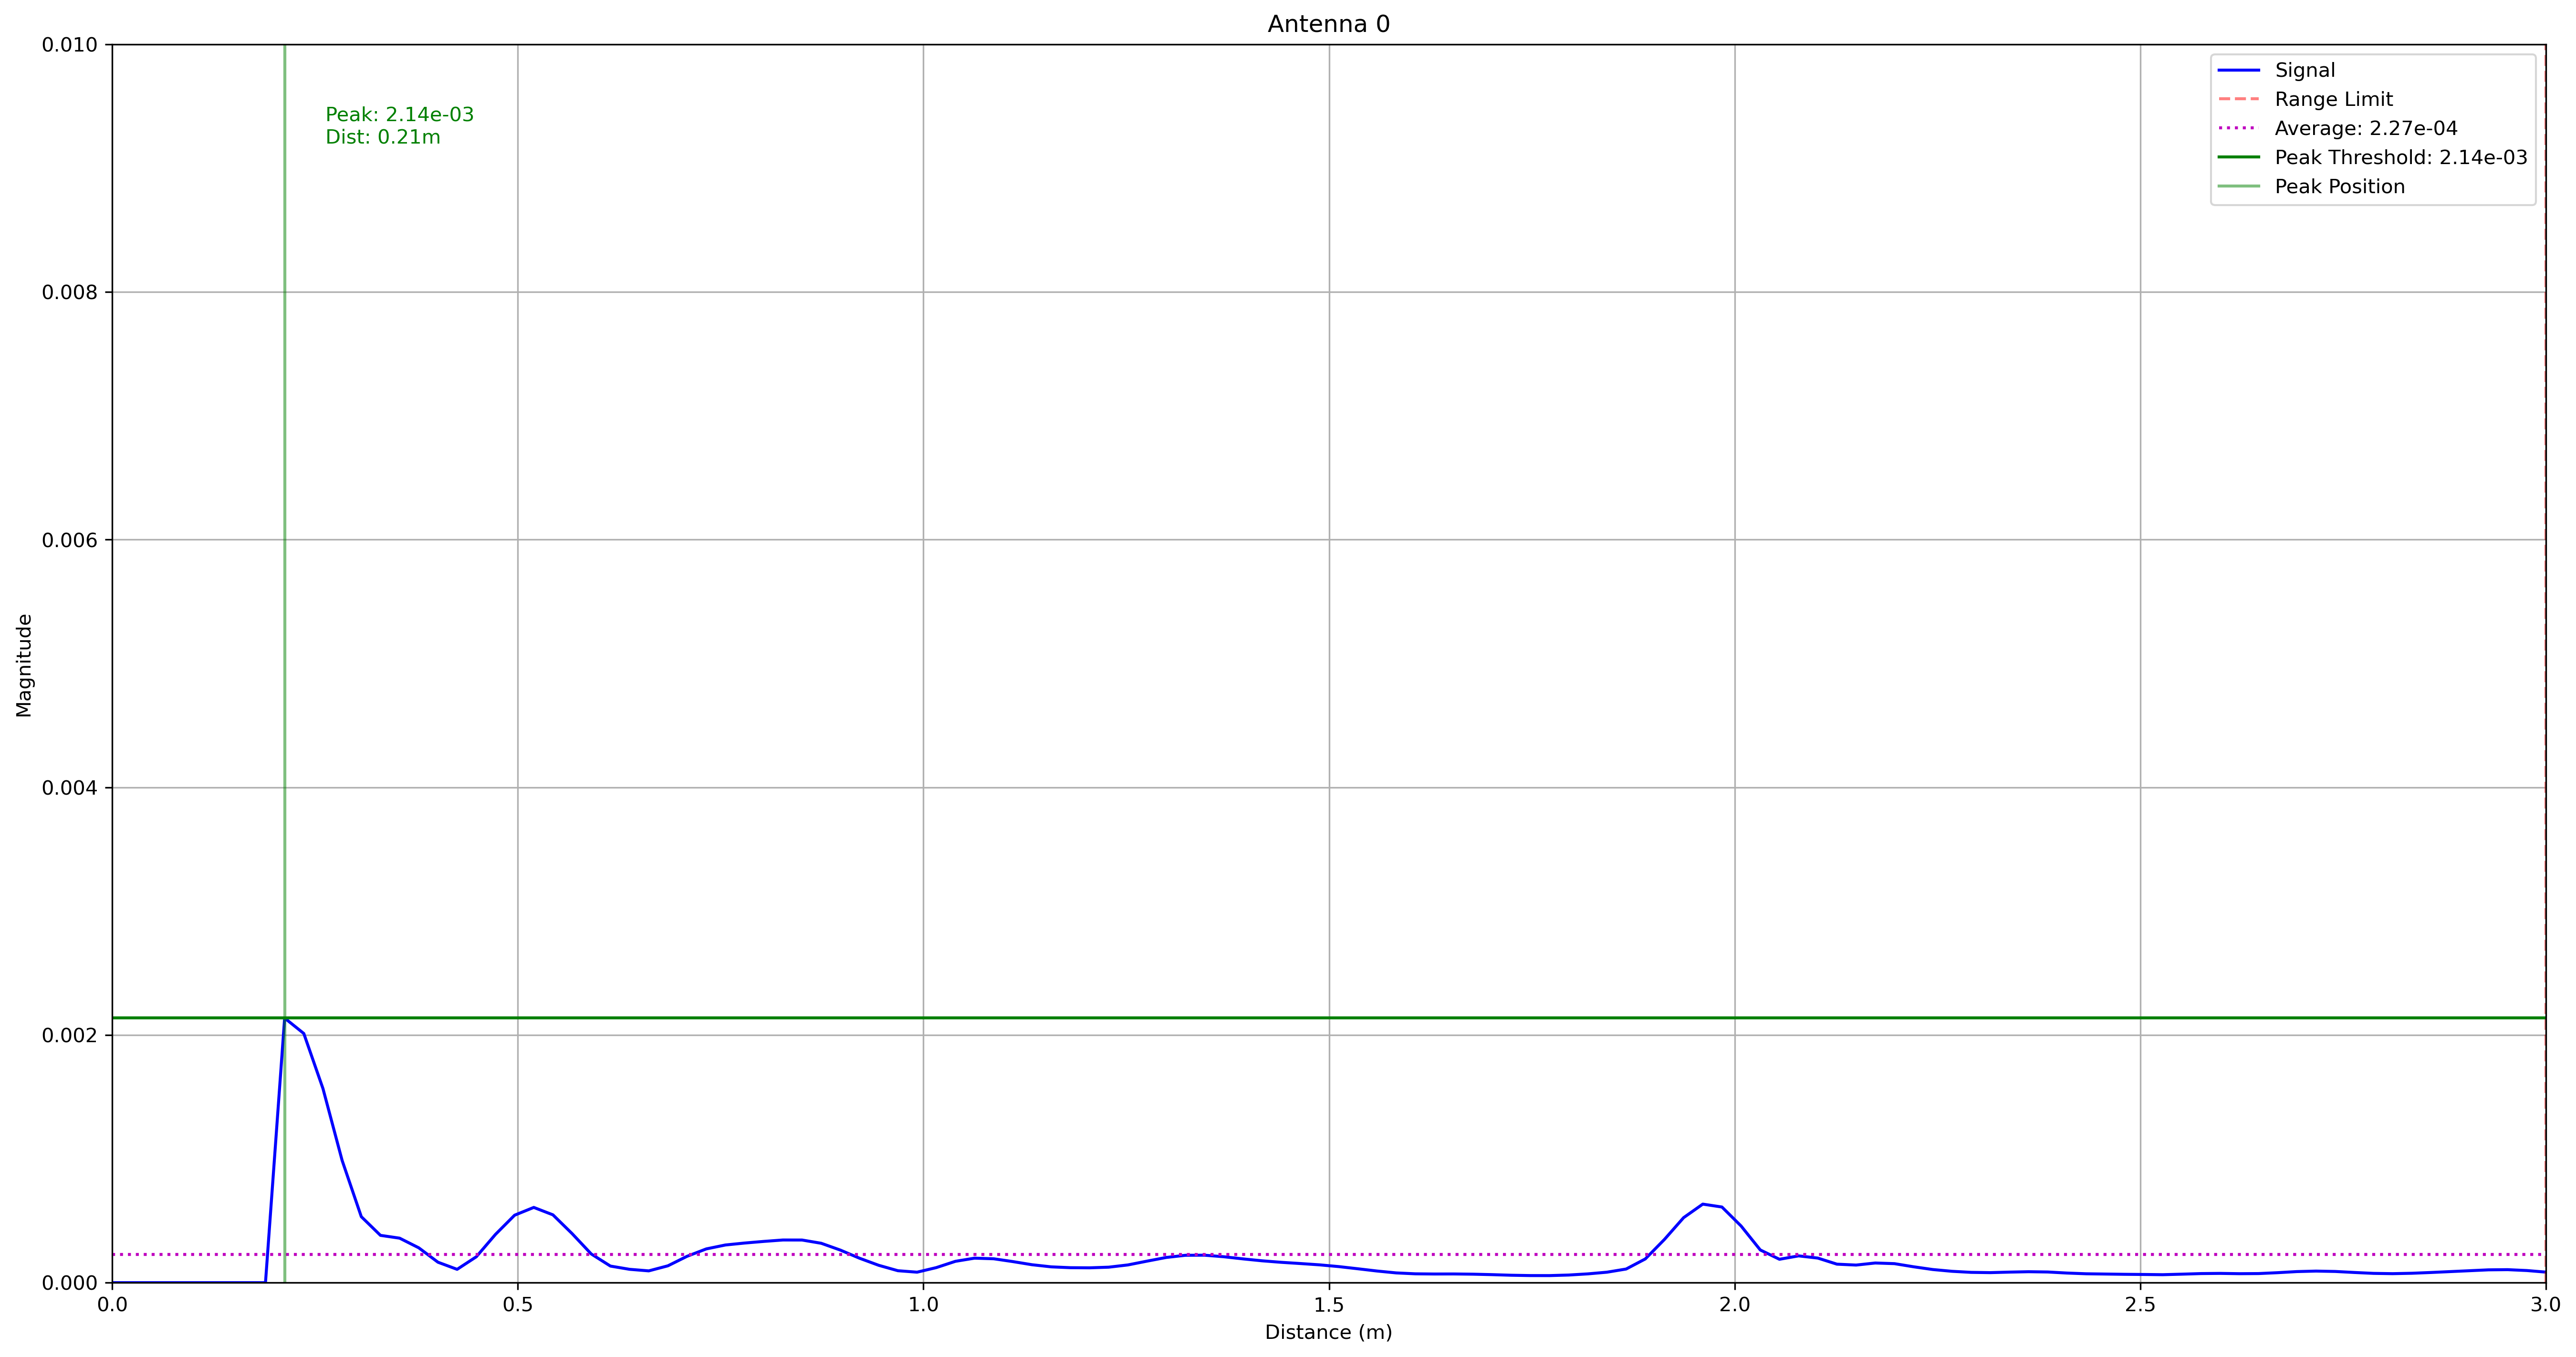 Antenna 0
0.010
0.008
0.006
0.004
0.002
0.000
Magnitude
Peak: 2.14e-03
Dist: 0.21m
Signal
Range Limit
Average: 2.27e-04
Peak Threshold: 2.14e-03
Peak Position
0.0 0.5 1.0 1.5 2.0 2.5 3.0
Distance (m)